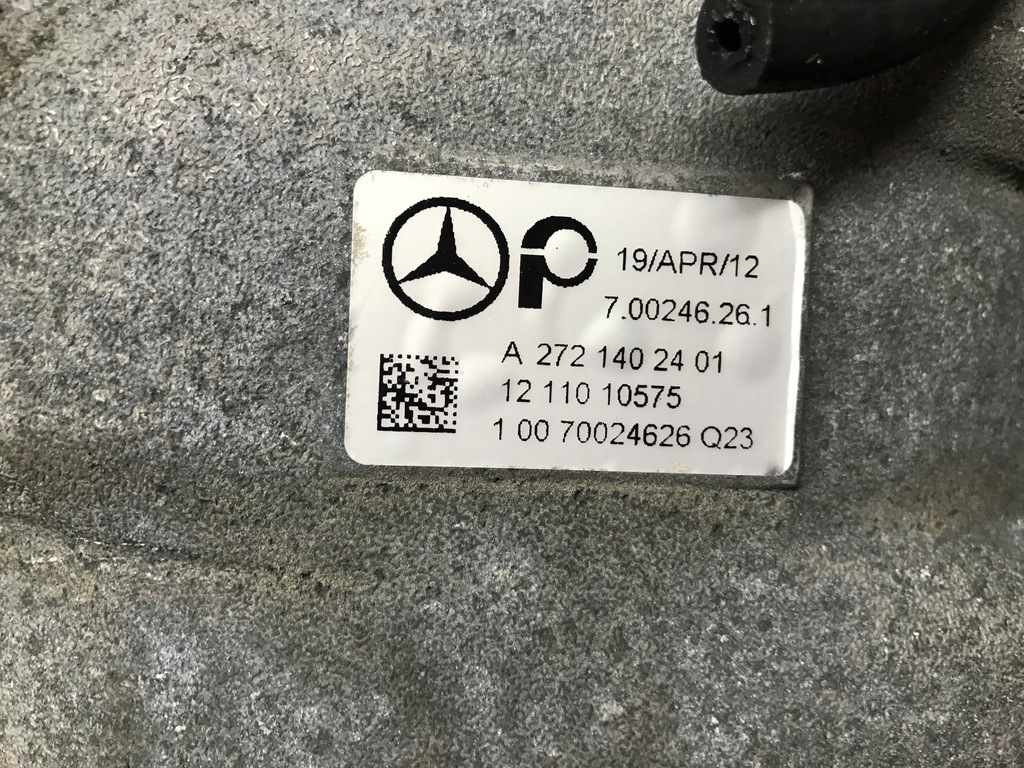 19/APR/12
7.00246.26.1
A 272 140 24 01
12 110 10575
1 00 70024626 Q23